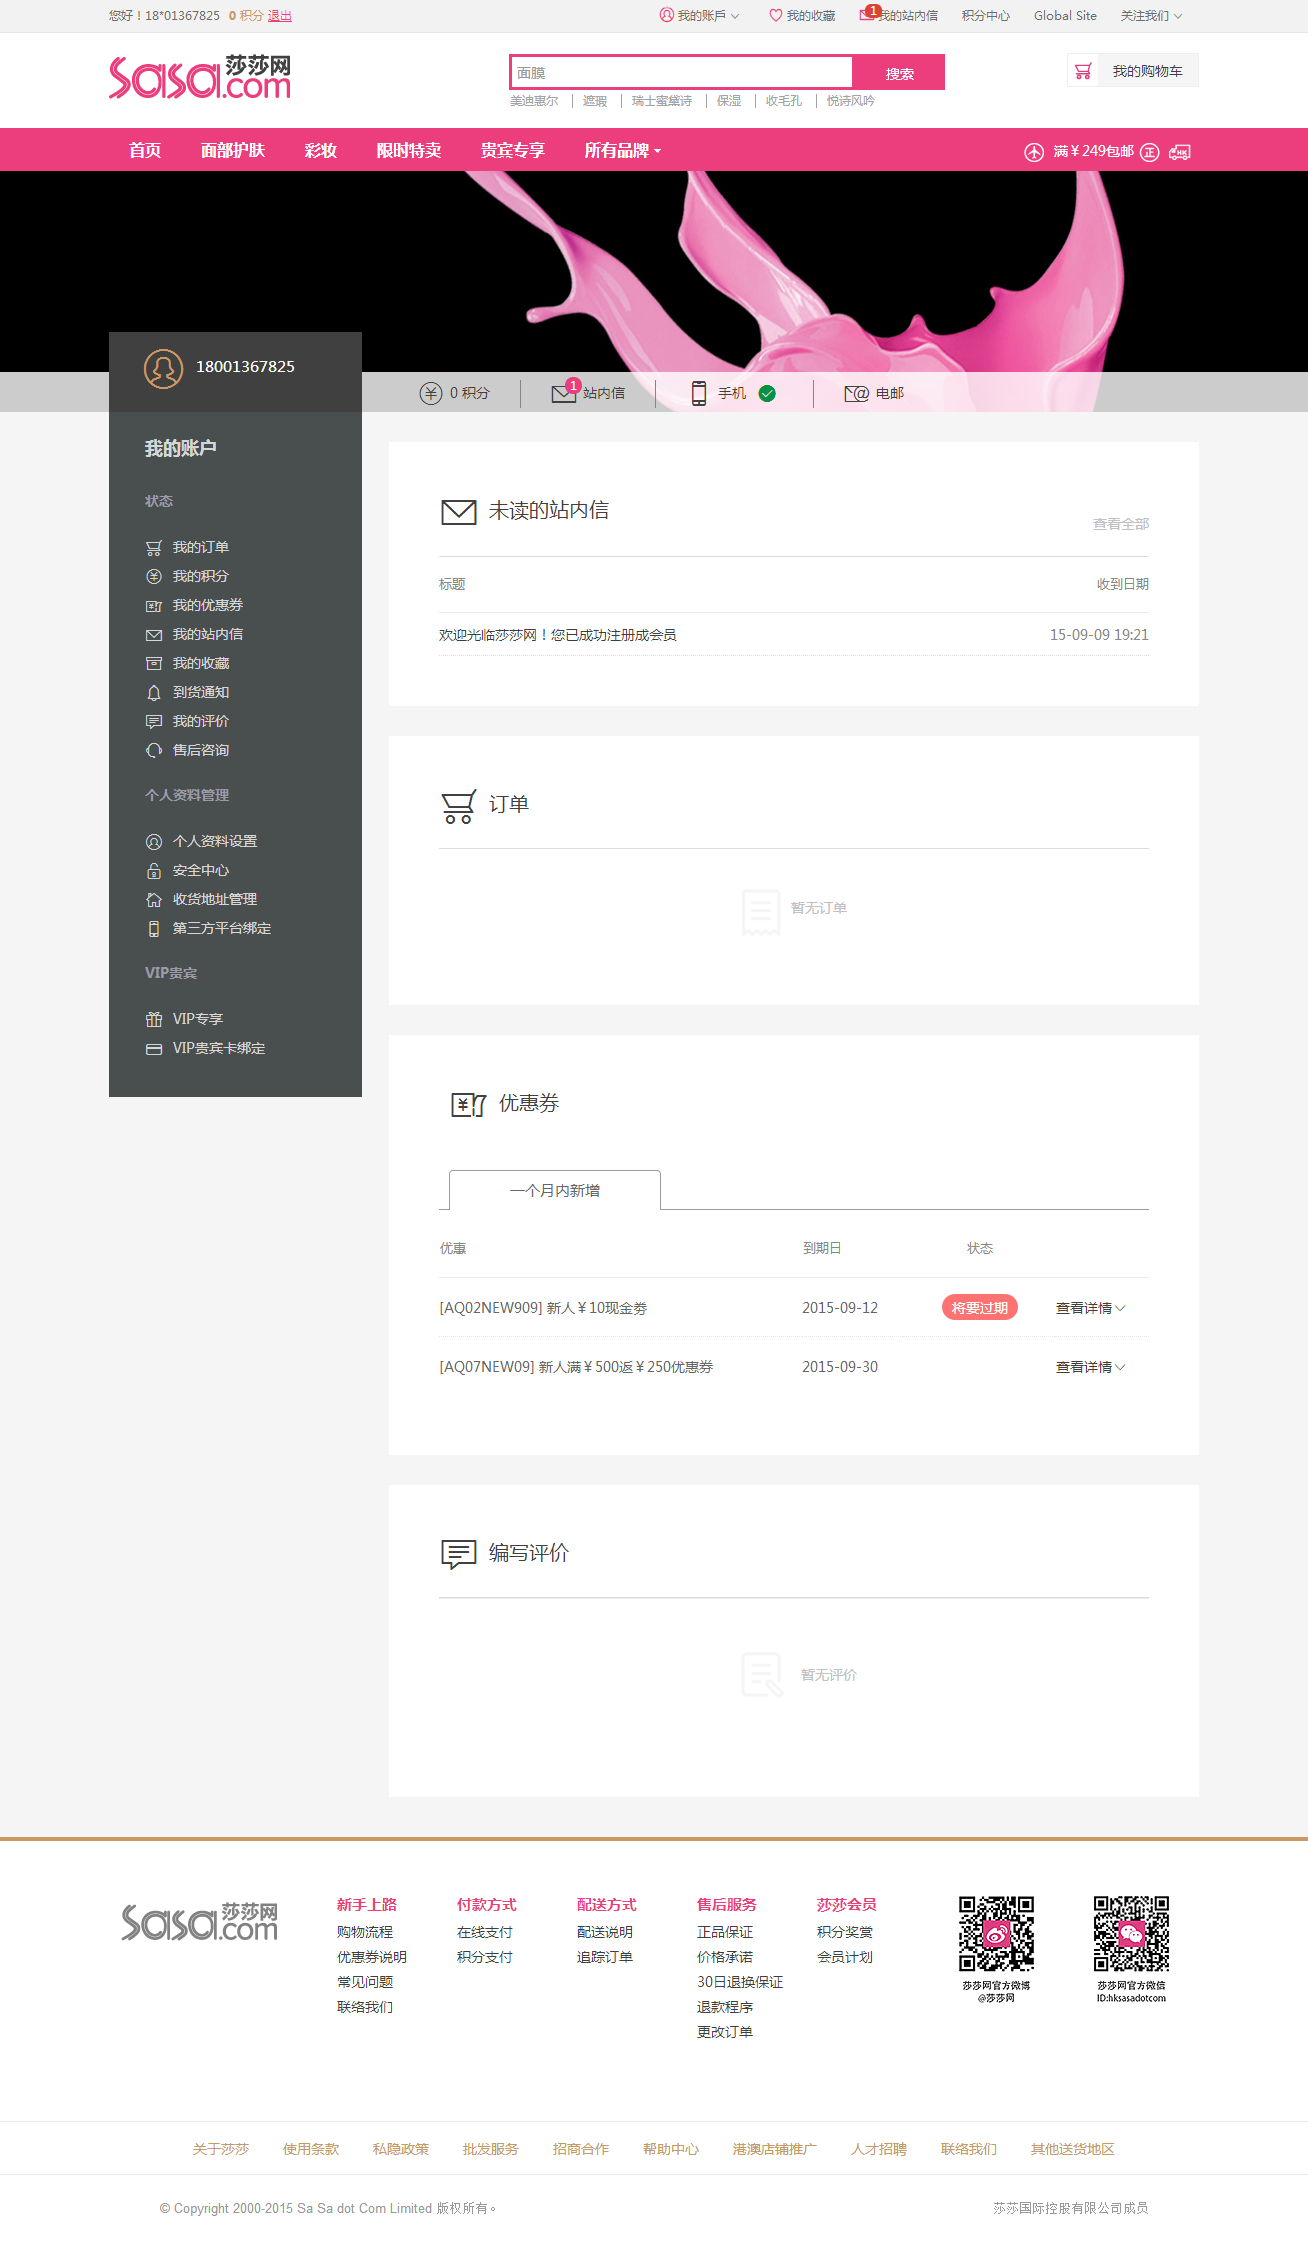 您好！18*01367825 0 积分 退出 我的账戶 我的收藏 1 我的站内信 积分中心 Global Site 关注我们
sasa.com 莎莎网
面膜 搜索 我的购物车
美迪惠尔 | 遮瑕 | 瑞士蜜黛诗 | 保湿 | 收毛孔 | 悦诗风吟
首页 面部护肤 彩妆 限时特卖 贵宾专享 所有品牌 满￥249包邮 正 HK
18001367825
0 积分 1 站内信 手机 电邮
我的账户
状态
我的订单
我的积分
我的优惠券
我的站内信
我的收藏
到货通知
我的评价
售后咨询
个人资料管理
个人资料设置
安全中心
收货地址管理
第三方平台绑定
VIP贵宾
VIP专享
VIP贵宾卡绑定
未读的站内信
查看全部
标题 收到日期
欢迎光临莎莎网！您已成功注册成会员 15-09-09 19:21
订单
暂无订单
优惠券
一个月内新增
优惠 到期日 状态
[AQ02NEW909] 新人￥10现金劵 2015-09-12 将要过期 查看详情
[AQ07NEW09] 新人满￥500返￥250优惠券 2015-09-30 查看详情
编写评价
暂无评价
sasa.com 莎莎网
新手上路
购物流程
优惠券说明
常见问题
联络我们
付款方式
在线支付
积分支付
配送方式
配送说明
追踪订单
售后服务
正品保证
价格承诺
30日退换保证
退款程序
更改订单
莎莎会员
积分奖赏
会员计划
莎莎网官方微博
@莎莎网
莎莎网官方微信
ID:hksasadotcom
关于莎莎 使用条款 私隐政策 批发服务 招商合作 帮助中心 港澳店铺推广 人才招聘 联络我们 其他送货地区
© Copyright 2000-2015 Sa Sa dot Com Limited 版权所有。 莎莎国际控股有限公司成员